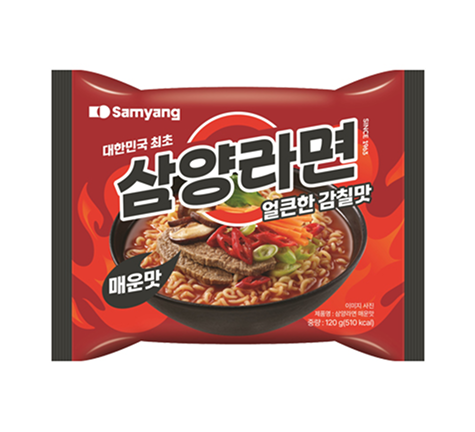 Samyang
대한민국 최초
삼양라면
SINCE 1963
얼큰한 감칠맛
매운맛
이미지 사진
제품명 : 삼양라면 매운맛
중량 : 120 g(510 kcal)